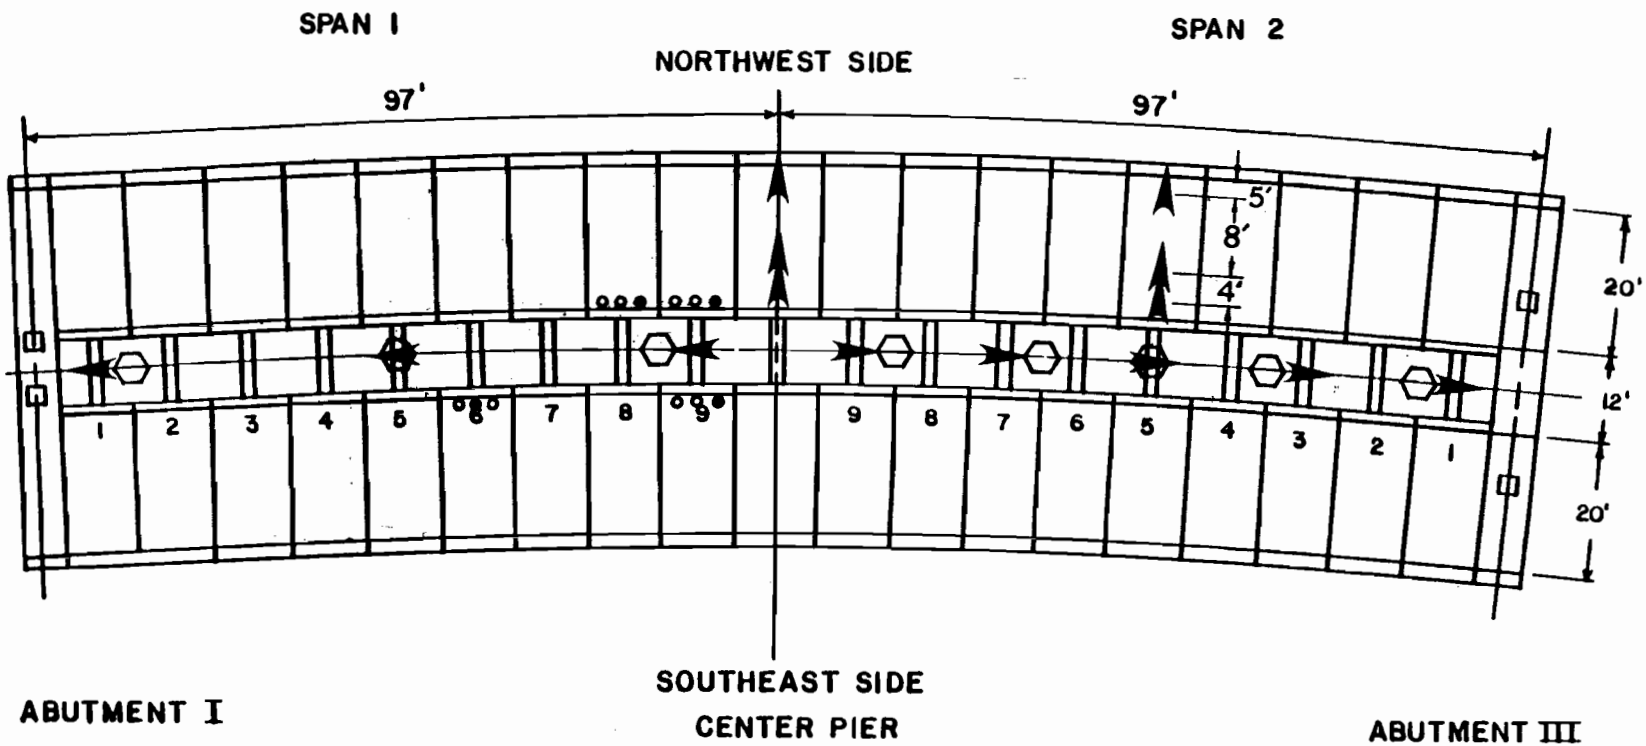 SPAN 1
SPAN 2
NORTHWEST SIDE
97'
97'
5'
8'
4'
20'
12'
20'
1 2 3 4 5 6 7 8 9 9 8 7 6 5 4 3 2 1
SOUTHEAST SIDE
CENTER PIER
ABUTMENT I
ABUTMENT III